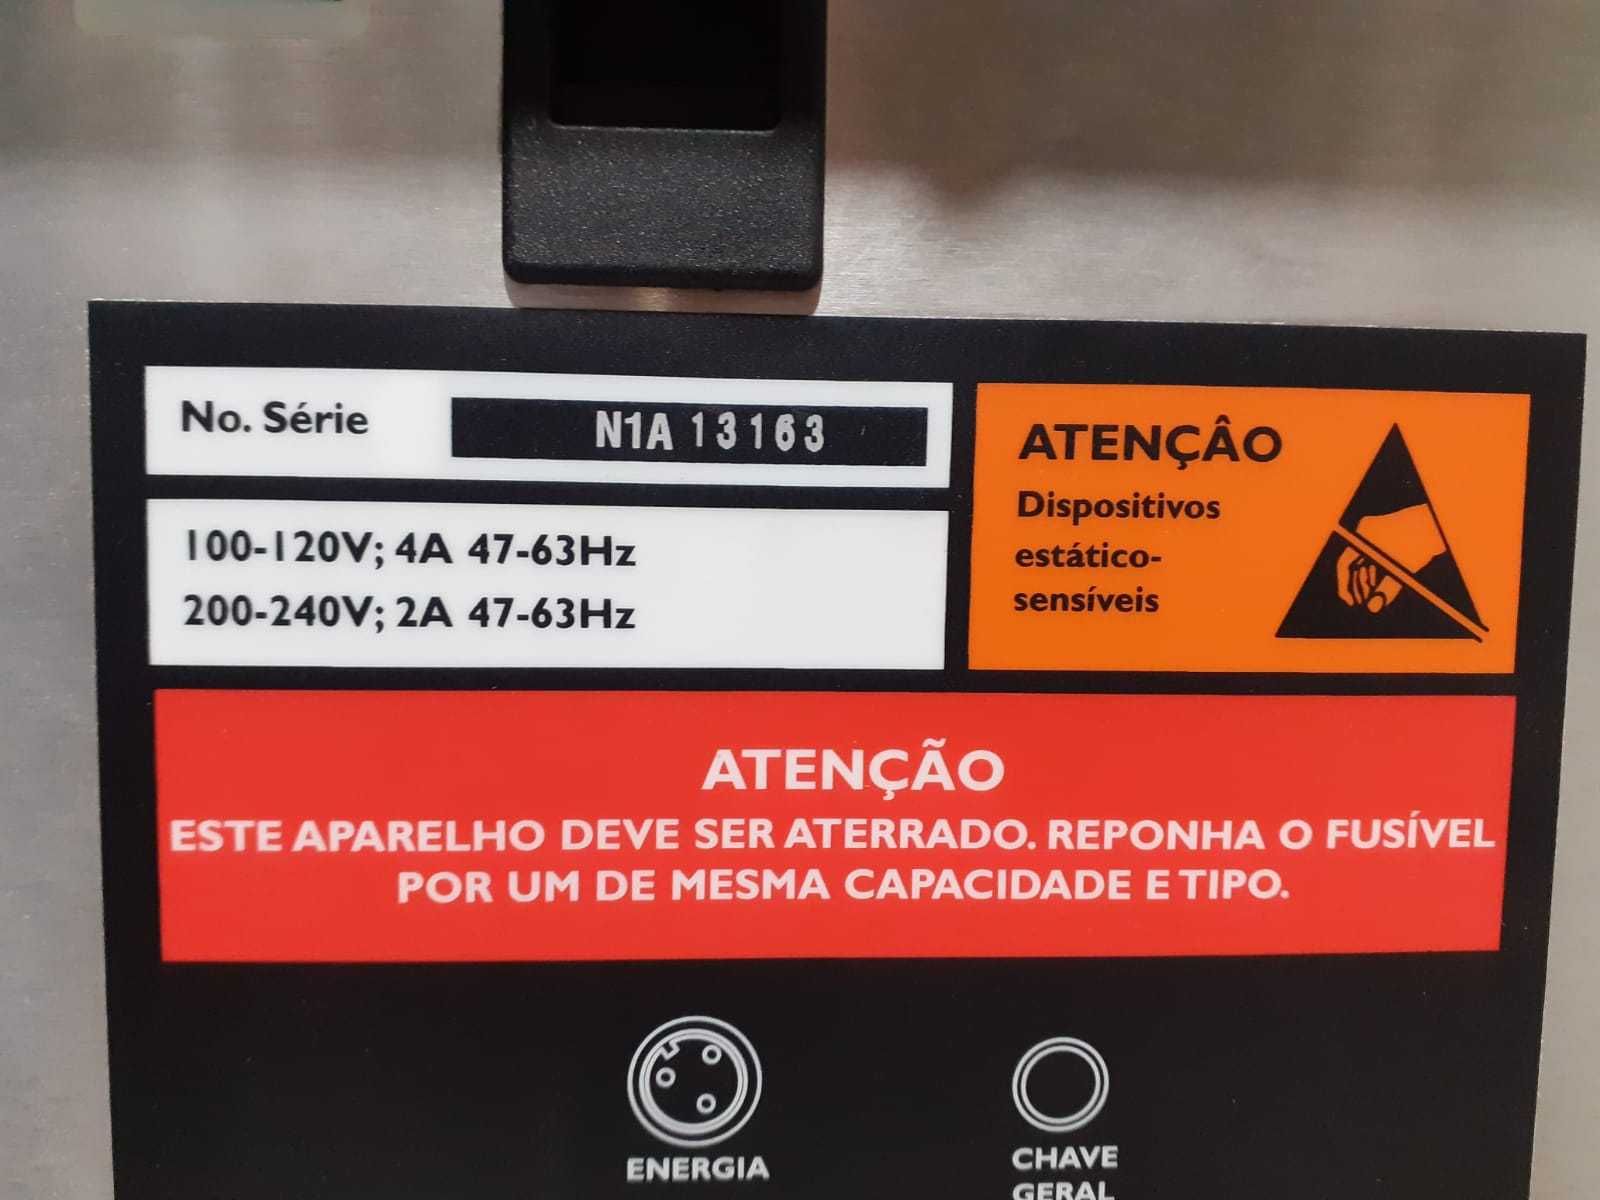 No. Série
N1A 13163
100-120V; 4A 47-63Hz
200-240V; 2A 47-63Hz
ATENÇÂO
Dispositivos
estático-
sensíveis
ATENÇÃO
ESTE APARELHO DEVE SER ATERRADO. REPONHA O FUSÍVEL
POR UM DE MESMA CAPACIDADE E TIPO.
ENERGIA
CHAVE
GERAL